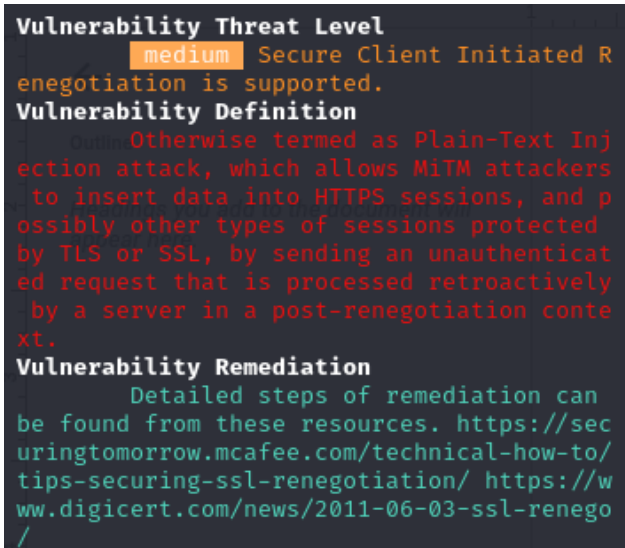 Vulnerability Threat Level
medium Secure Client Initiated R
enegotiation is supported.
Vulnerability Definition
Otherwise termed as Plain-Text Inj
ection attack, which allows MiTM attackers
to insert data into HTTPS sessions, and p
ossibly other types of sessions protected
by TLS or SSL, by sending an unauthenticat
ed request that is processed retroactively
by a server in a post-renegotiation conte
xt.
Vulnerability Remediation
Detailed steps of remediation can
be found from these resources. https://sec
uringtomorrow.mcafee.com/technical-how-to/
tips-securing-ssl-renegotiation/ https://w
ww.digicert.com/news/2011-06-03-ssl-renego
/